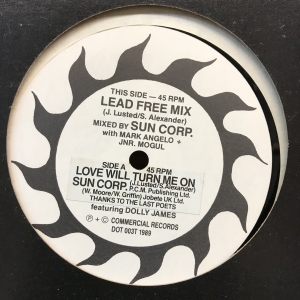 THIS SIDE — 45 RPM
LEAD FREE MIX
(J. Lusted/S. Alexander)
MIXED BY SUN CORP.
with MARK ANGELO +
JNR. MOGUL
SIDE A 45 RPM
LOVE WILL TURN ME ON
SUN CORP. (J.Lusted/S.Alexander) P.C.M. Publishing Ltd.
(W. Moore/W. Griffin) Jobete UK Ltd.
THANKS TO THE LAST POETS
featuring DOLLY JAMES
℗ + © COMMERCIAL RECORDS
DOT 003T 1989